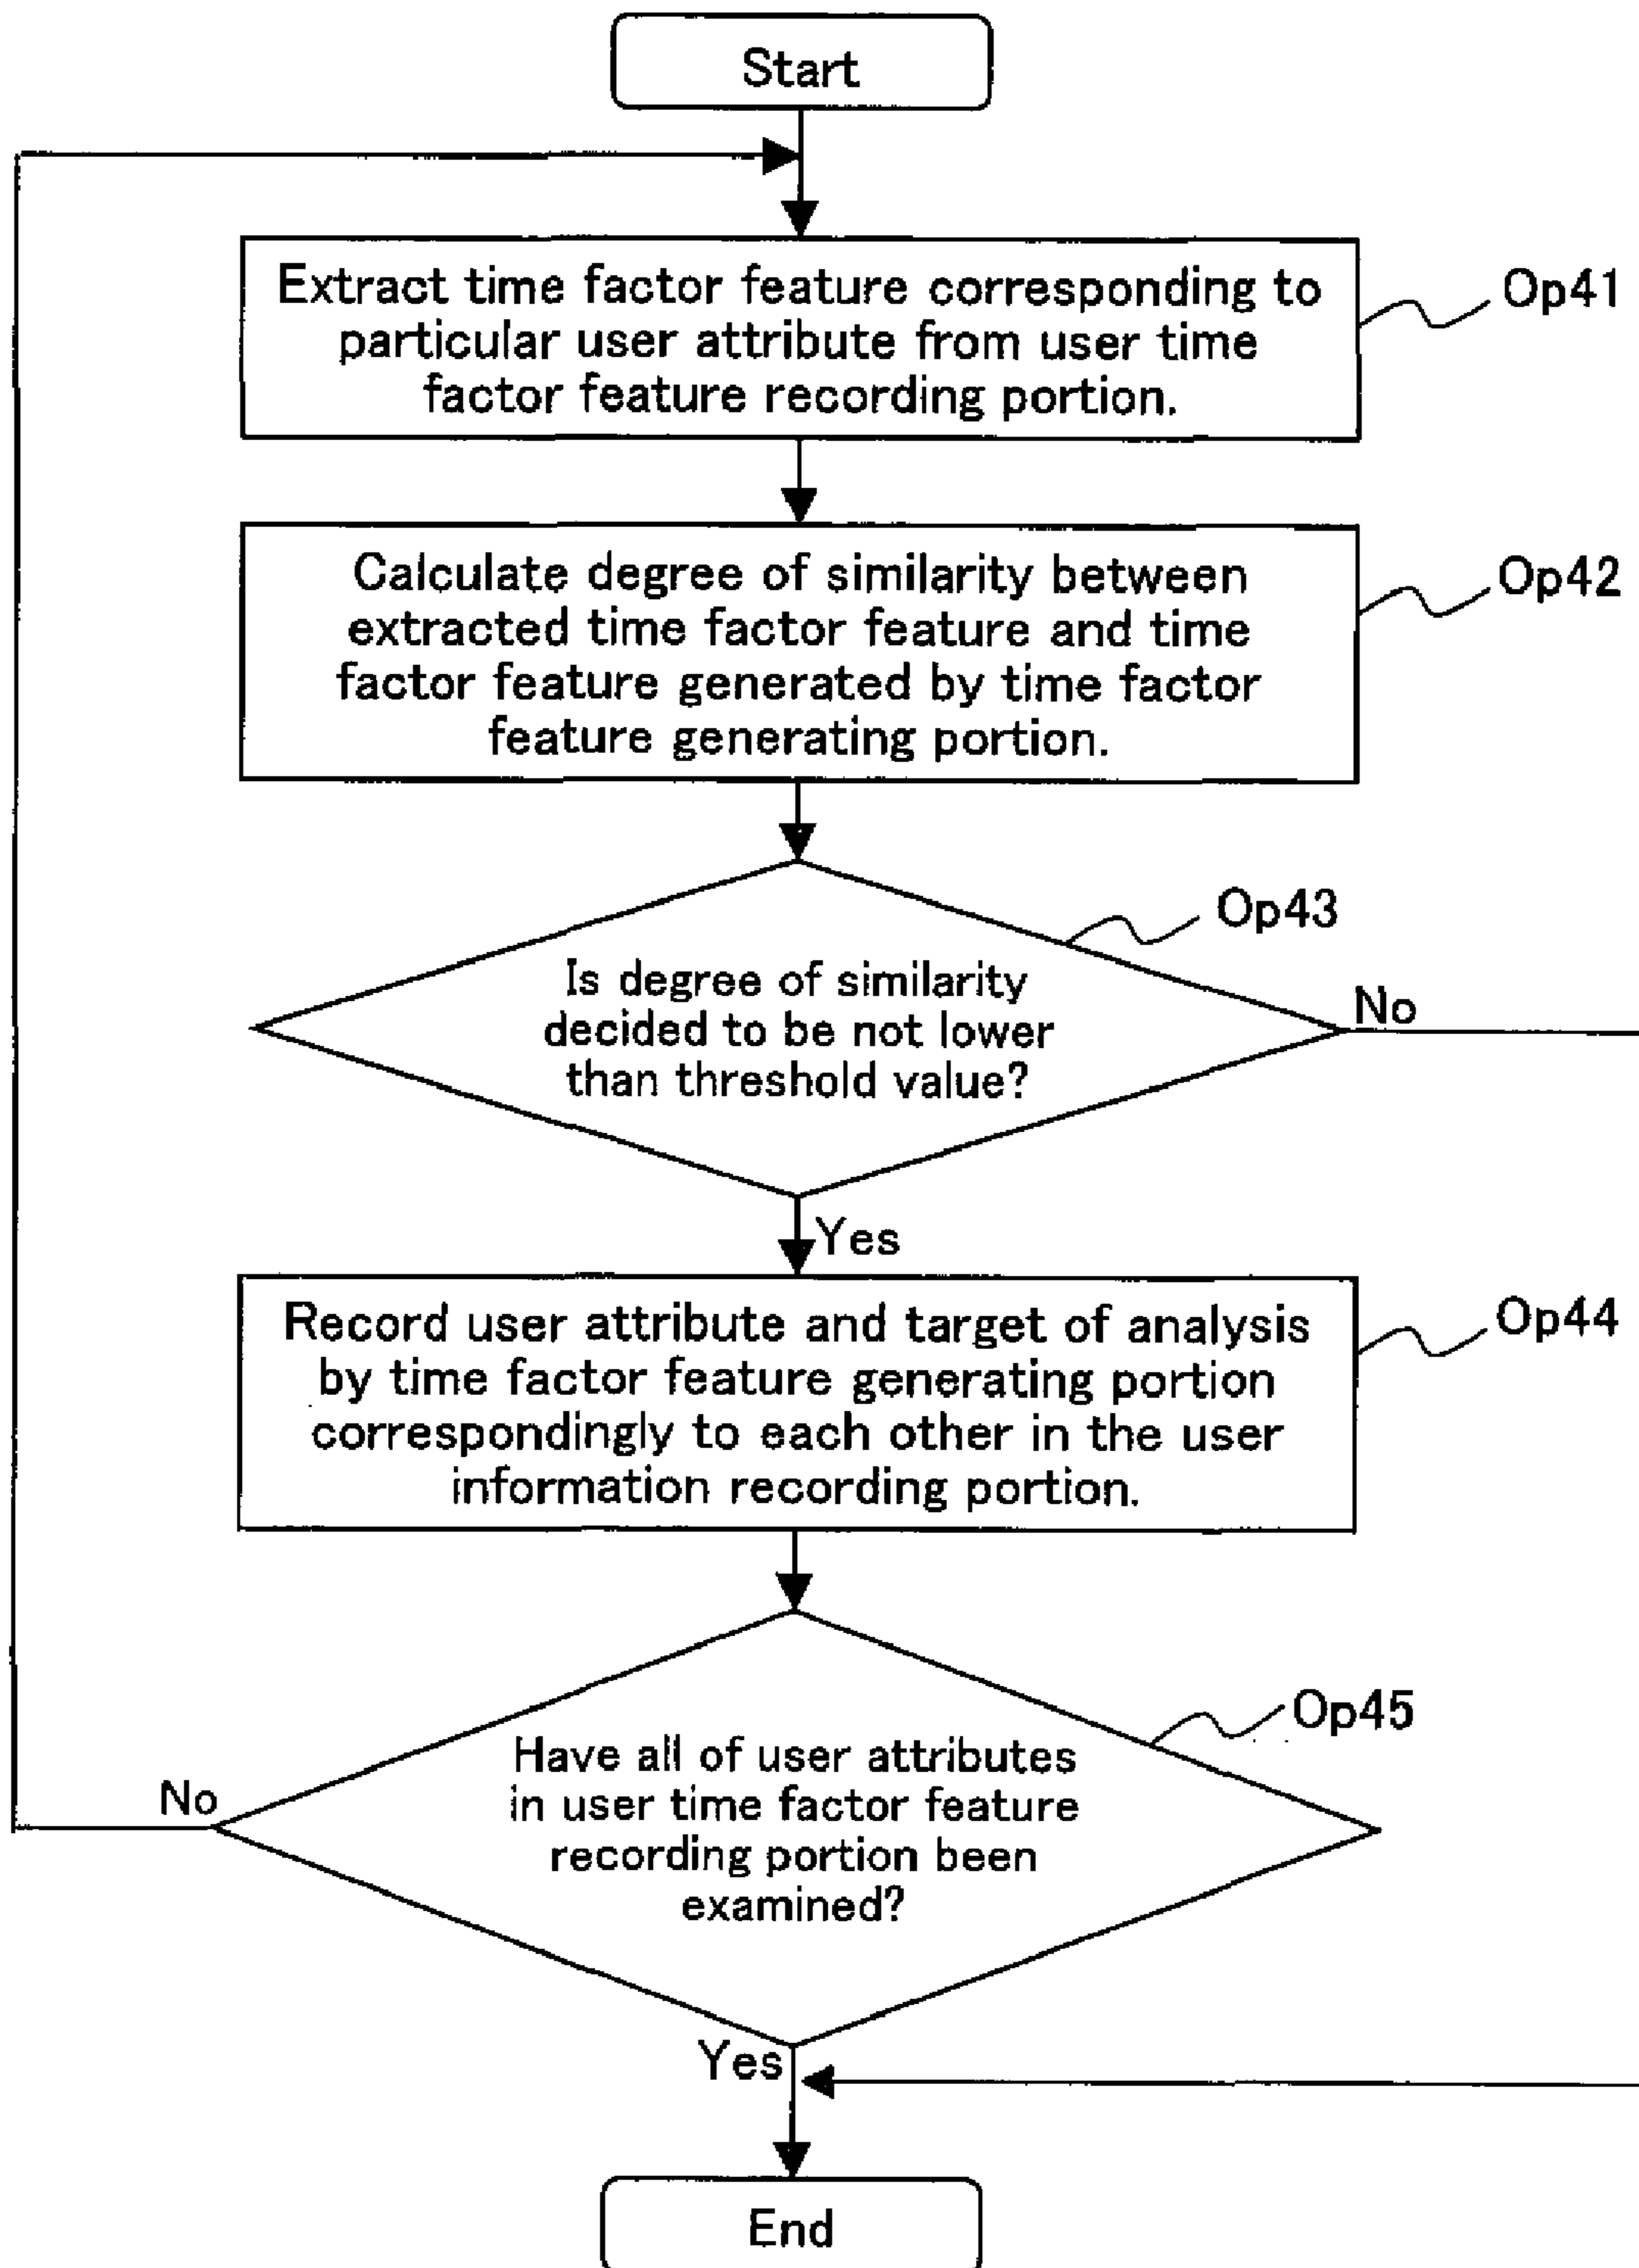 Start
Extract time factor feature corresponding to
particular user attribute from user time
factor feature recording portion.
Op41
Calculate degree of similarity between
extracted time factor feature and time
factor feature generated by time factor
feature generating portion.
Op42
Op43
Is degree of similarity
decided to be not lower
than threshold value?
No
Yes
Record user attribute and target of analysis
by time factor feature generating portion
correspondingly to each other in the user
information recording portion.
Op44
Op45
Have all of user attributes
in user time factor feature
recording portion been
examined?
No
Yes
End